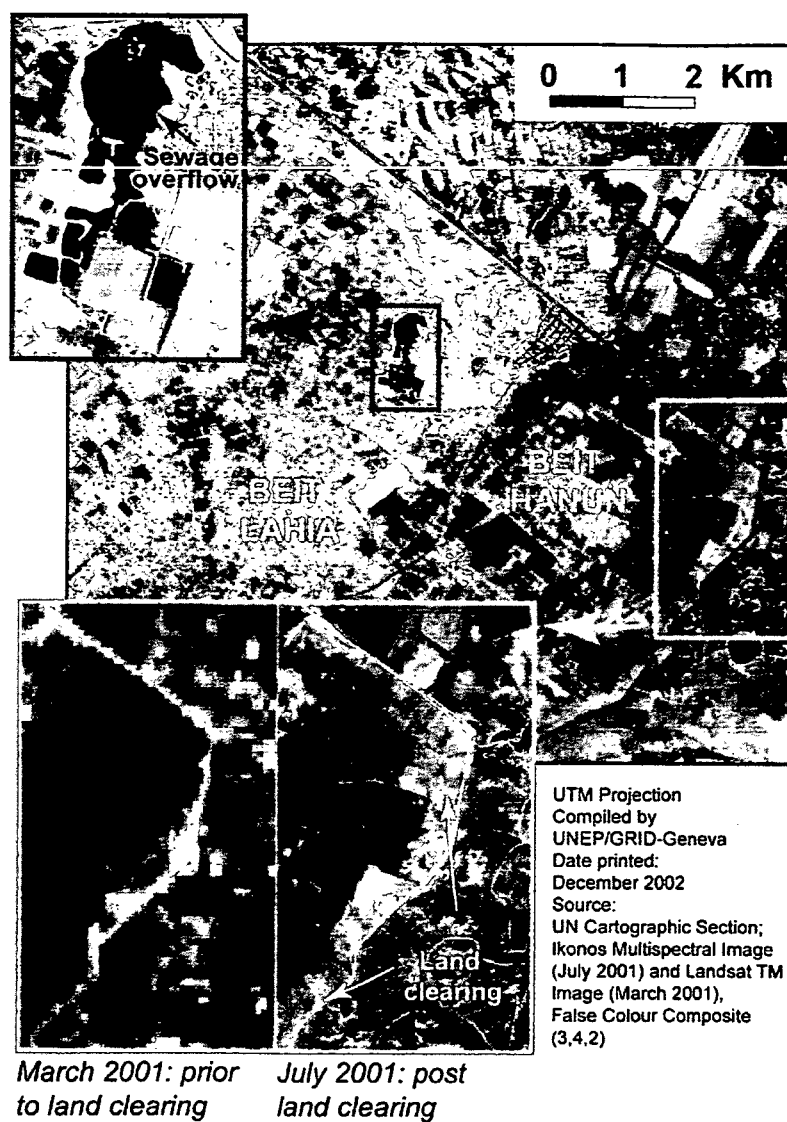 0 1 2 Km
Sewage
overflow
BEIT
LAHIA
BEIT
HANUN
Land
clearing
UTM Projection
Compiled by
UNEP/GRID-Geneva
Date printed:
December 2002
Source:
UN Cartographic Section;
Ikonos Multispectral Image
(July 2001) and Landsat TM
Image (March 2001),
False Colour Composite
(3,4,2)
March 2001: prior
to land clearing
July 2001: post
land clearing